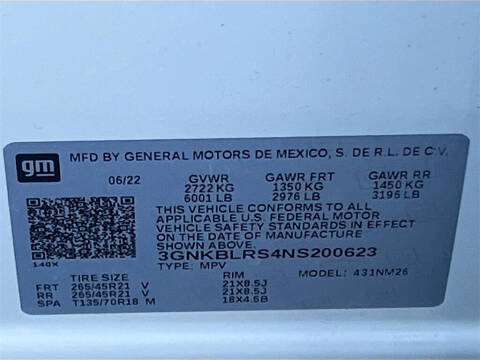 gm MFD BY GENERAL MOTORS DE MEXICO, S. DE R.L. DE C.V.
06/22 GVWR GAWR FRT GAWR RR
2722 KG 1350 KG 1450 KG
6001 LB 2976 LB 3196 LB
THIS VEHICLE CONFORMS TO ALL
APPLICABLE U.S. FEDERAL MOTOR
VEHICLE SAFETY STANDARDS IN EFFECT
ON THE DATE OF MANUFACTURE
SHOWN ABOVE.
3GNKBLRS4NS200623
140X TYPE: MPV MODEL: 431NM26
TIRE SIZE RIM
FRT 265/45R21 V 21X8.5J
RR 265/45R21 V 21X8.5J
SPA T135/70R18 M 18X4.5B